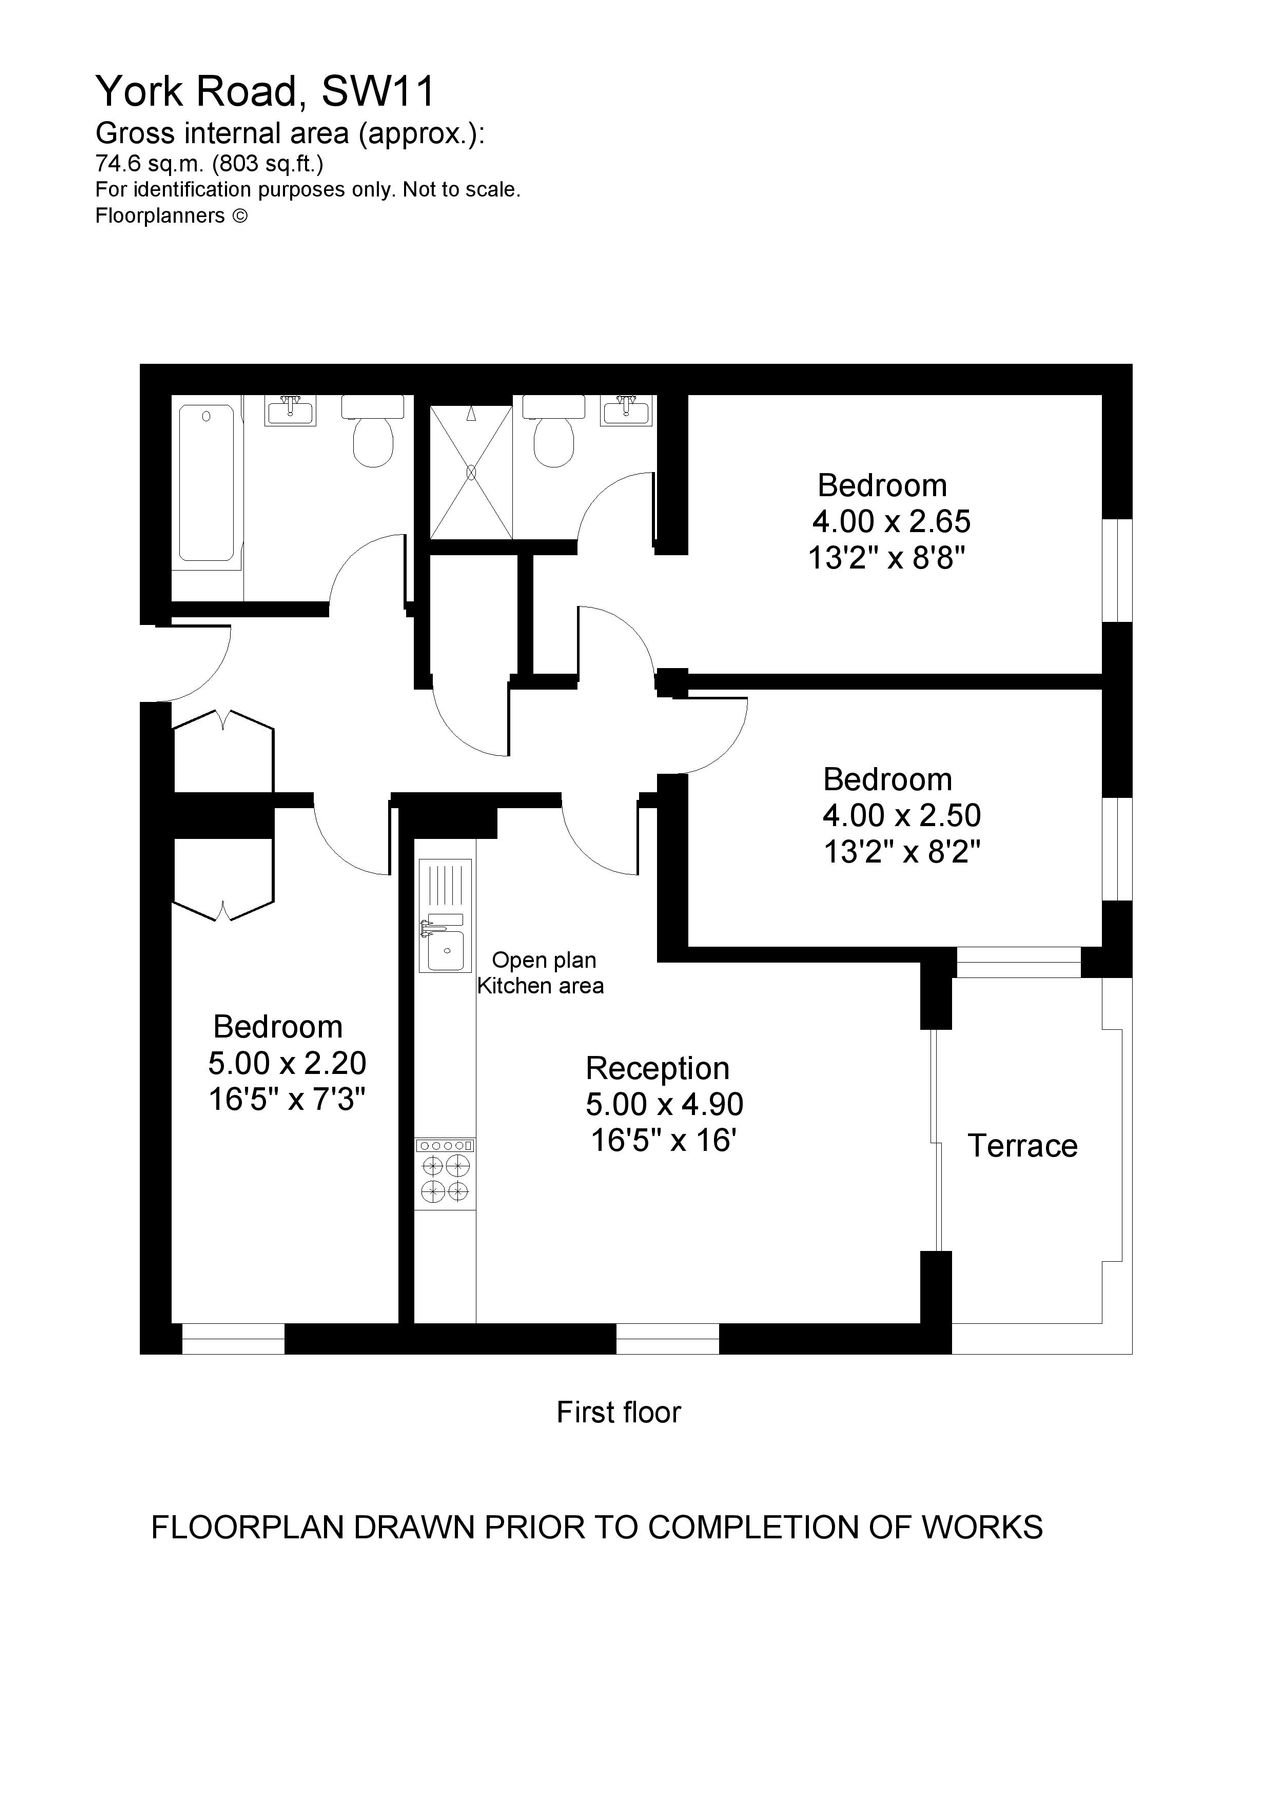 York Road, SW11
Gross internal area (approx.):
74.6 sq.m. (803 sq.ft.)
For identification purposes only. Not to scale.
Floorplanners ©
Bedroom
4.00 x 2.65
13'2" x 8'8"
Bedroom
4.00 x 2.50
13'2" x 8'2"
Open plan
Kitchen area
Bedroom
5.00 x 2.20
16'5" x 7'3"
Reception
5.00 x 4.90
16'5" x 16'
Terrace
First floor
FLOORPLAN DRAWN PRIOR TO COMPLETION OF WORKS